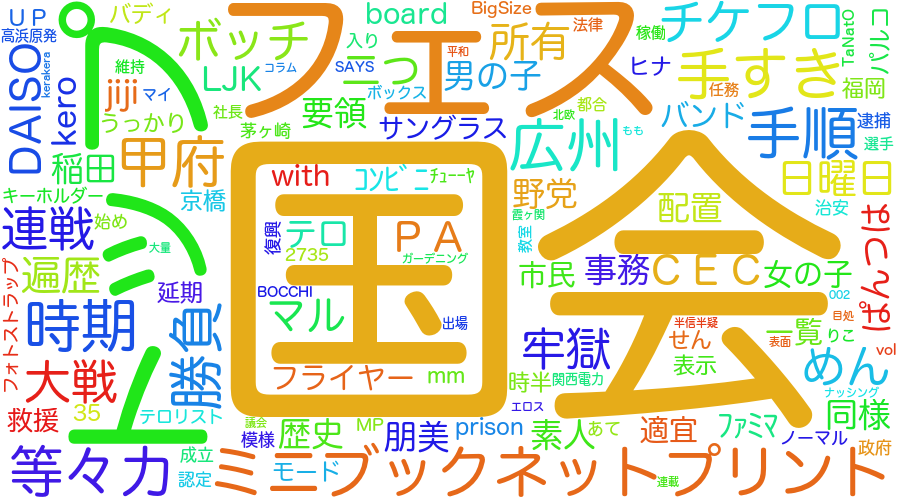 国会
フェス
デジタルパ
ミニブックネットプリント
UP
バディ
高浜原発
board
BigSize
法律
チケフロ
稼働
TaNatO
コパルコ
ボッチ
入り
平和
所有
LJK
二つ
SAYS
男の子
ヒナ
手すき
任務
福岡
DAISO
kerakera
維持
jiji
マイ
コラム
ボックス
kero
社長
要領
北欧
都合
バンド
手順
逮捕
うっかり
茅ヶ崎
サングラス
広州
もも
選手
稲田
甲府
with
コンビニ
チューーヤ
野党
日曜日
キーホルダー
京橋
霞ヶ関
配置
治安
連戦
始め
復興
テロ
PA
教室
大量
2735
ガーデニング
遍歴
延期
BOCCHI
市民
事務
CEC
女の子
マル
出場
002
フォトストラップ
時期
勝負
牢獄
半信半疑
目処
せん
一覧
りこ
表面
vol
大戦
フライヤー
mm
時半
関西電力
表示
めん
ナッシング
救援
35
テロリスト
エロス
同様
議会
MP
prison
あて
適宜
ファミマ
ノーマル
模様
歴史
朋美
素人
政府
等々力
成立
認定
モード
連載